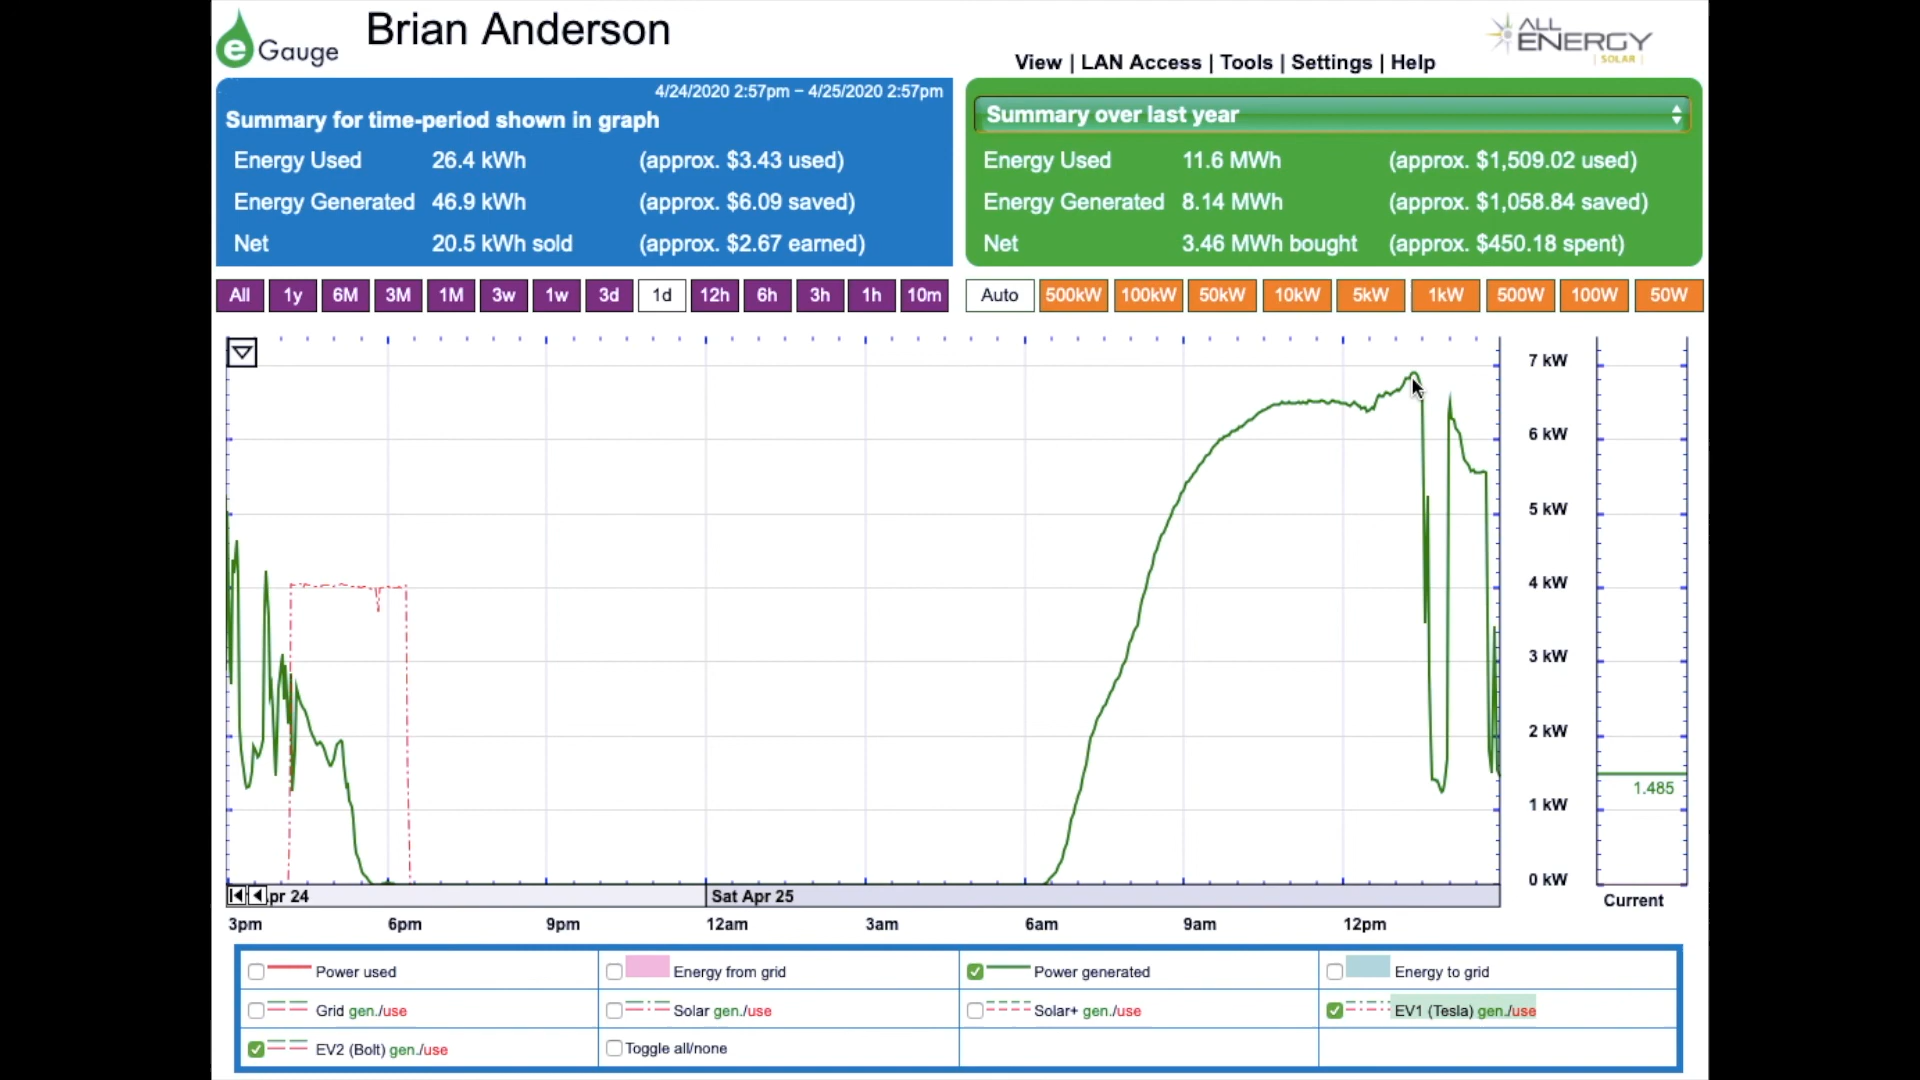 e Gauge
Brian Anderson
ALL ENERGY
SOLAR
View | LAN Access | Tools | Settings | Help
4/24/2020 2:57pm − 4/25/2020 2:57pm
Summary for time-period shown in graph
Energy Used 26.4 kWh (approx. $3.43 used)
Energy Generated 46.9 kWh (approx. $6.09 saved)
Net 20.5 kWh sold (approx. $2.67 earned)
Summary over last year
Energy Used 11.6 MWh (approx. $1,509.02 used)
Energy Generated 8.14 MWh (approx. $1,058.84 saved)
Net 3.46 MWh bought (approx. $450.18 spent)
All 1y 6M 3M 1M 3w 1w 3d 1d 12h 6h 3h 1h 10m
Auto 500kW 100kW 50kW 10kW 5kW 1kW 500W 100W 50W
7 kW
6 kW
5 kW
4 kW
3 kW
2 kW
1.485
1 kW
0 kW
Current
pr 24
Sat Apr 25
3pm 6pm 9pm 12am 3am 6am 9am 12pm
Power used Energy from grid Power generated Energy to grid
Grid gen./use Solar gen./use Solar+ gen./use EV1 (Tesla) gen./use
EV2 (Bolt) gen./use Toggle all/none